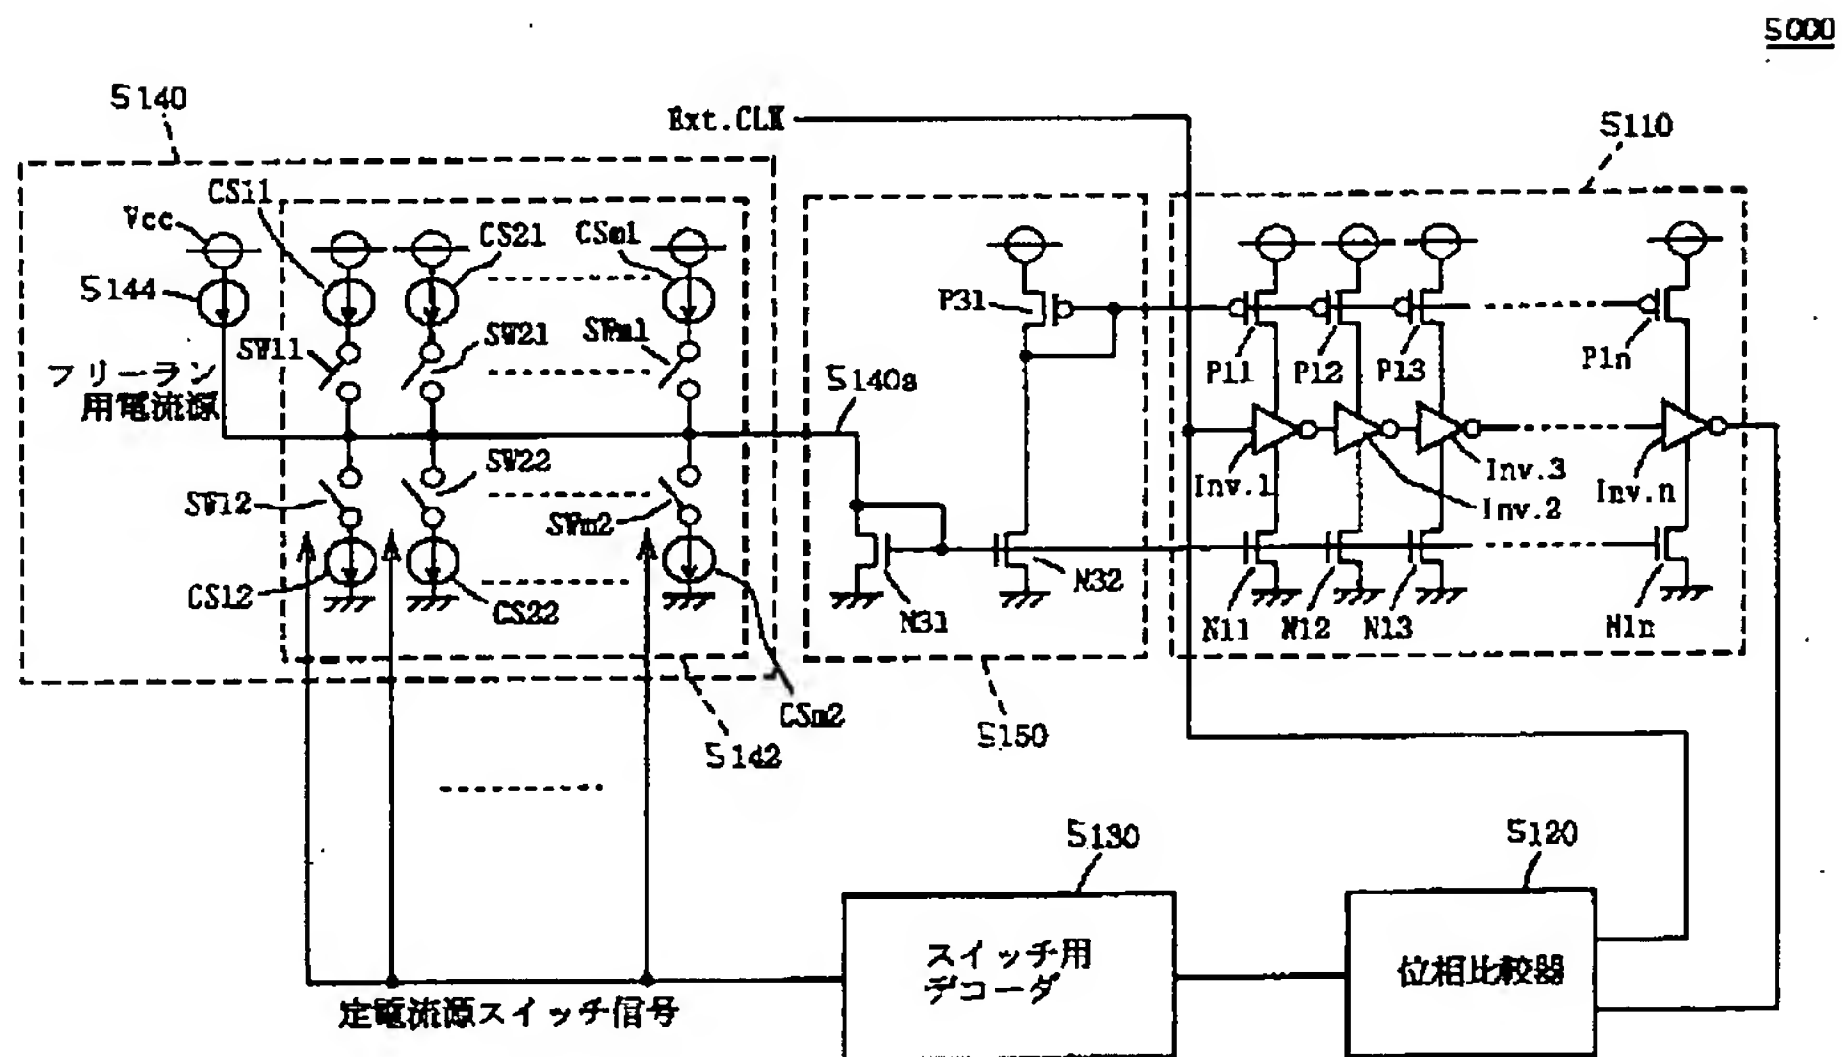 5000
5140
Ext.CLK
5110
CS11
Vcc
CS21
CSm1
5144
P31
SW11
SW21
SWm1
フリーラン
用電流源
5140a
P11
P12
P13
P1n
SW22
SW12
SWm2
Inv.1
Inv.3
Inv.2
Inv.n
CS12
CS22
N31
N32
N11
N12
N13
N1n
CSm2
5142
5150
5130
5120
スイッチ用
デコーダ
位相比較器
定電流源スイッチ信号